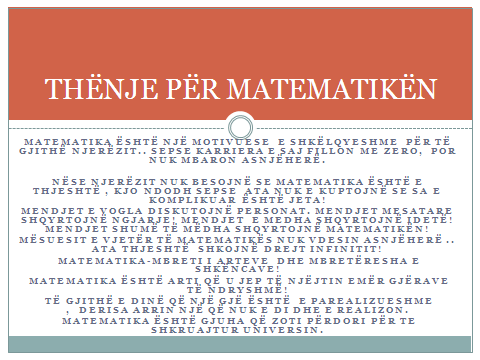 THËNJE PËR MATEMATIKËN
MATEMATIKA ËSHTË NJË MOTIVUESE E SHKËLQYESHME PËR TË
GJITHË NJERËZIT.. SEPSE KARRIERA E SAJ FILLON ME ZERO, POR
NUK MBARON ASNJËHERË.
NËSE NJERËZIT NUK BESOJNË SE MATEMATIKA ËSHTË E
THJESHTË , KJO NDODH SEPSE ATA NUK E KUPTOJNË SE SA E
KOMPLIKUAR ËSHTË JETA!
MENDJET E VOGLA DISKUTOJNË PERSONAT. MENDJET MESATARE
SHQYRTOJNË NGJARJE! MENDJET E MEDHA SHQYRTOJNË IDETË!
MENDJET SHUMË TË MËDHA SHQYRTOJNË MATEMATIKËN!
MËSUESIT E VJETËR TË MATEMATIKËS NUK VDESIN ASNJËHERË ..
ATA THJESHTË SHKOJNË DREJT INFINITIT!
MATEMATIKA-MBRETI I ARTEVE DHE MBRETËRESHA E
SHKENCAVE!
MATEMATIKA ËSHTË ARTI QË U JEP TË NJËJTIN EMËR GJËRAVE
TË NDRYSHME!
TË GJITHË E DINË QË NJË GJË ËSHTË E PAREALIZUESHME
, DERISA ARRIN NJË QË NUK E DI DHE E REALIZON.
MATEMATIKA ËSHTË GJUHA QË ZOTI PËRDORI PËR TE
SHKRUAJTUR UNIVERSIN.